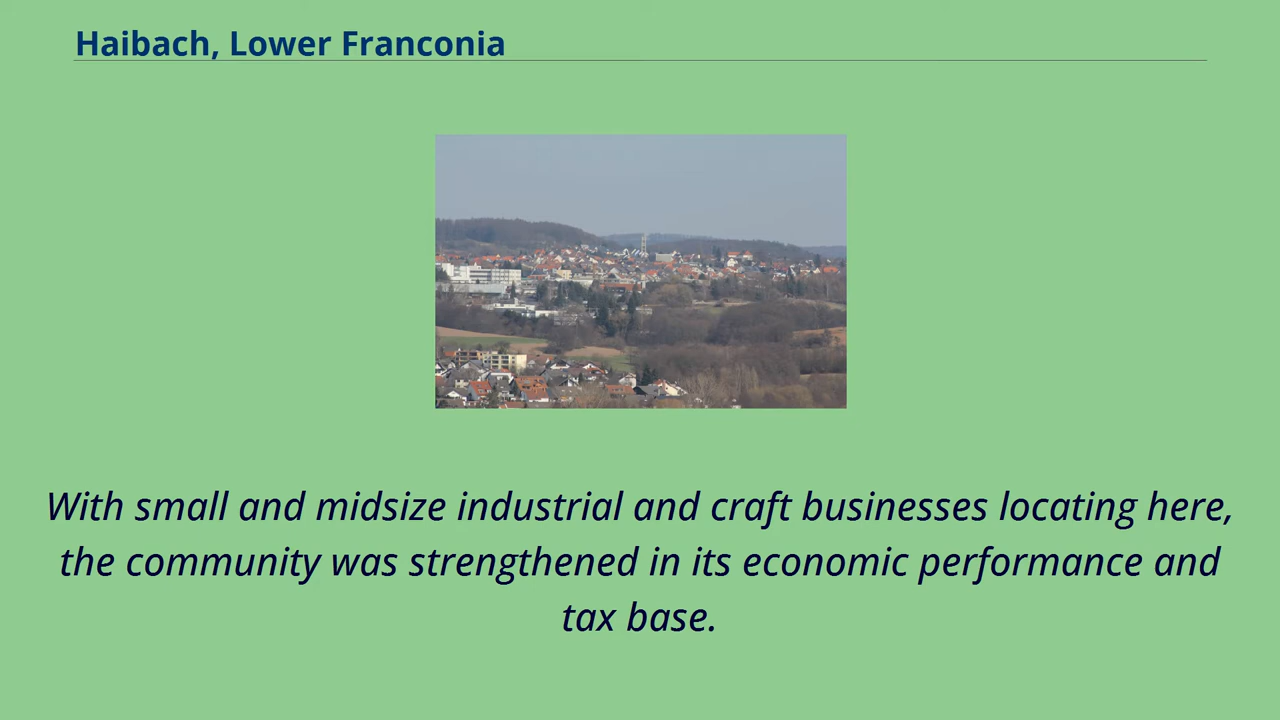 Haibach, Lower Franconia
With small and midsize industrial and craft businesses locating here,
the community was strengthened in its economic performance and
tax base.